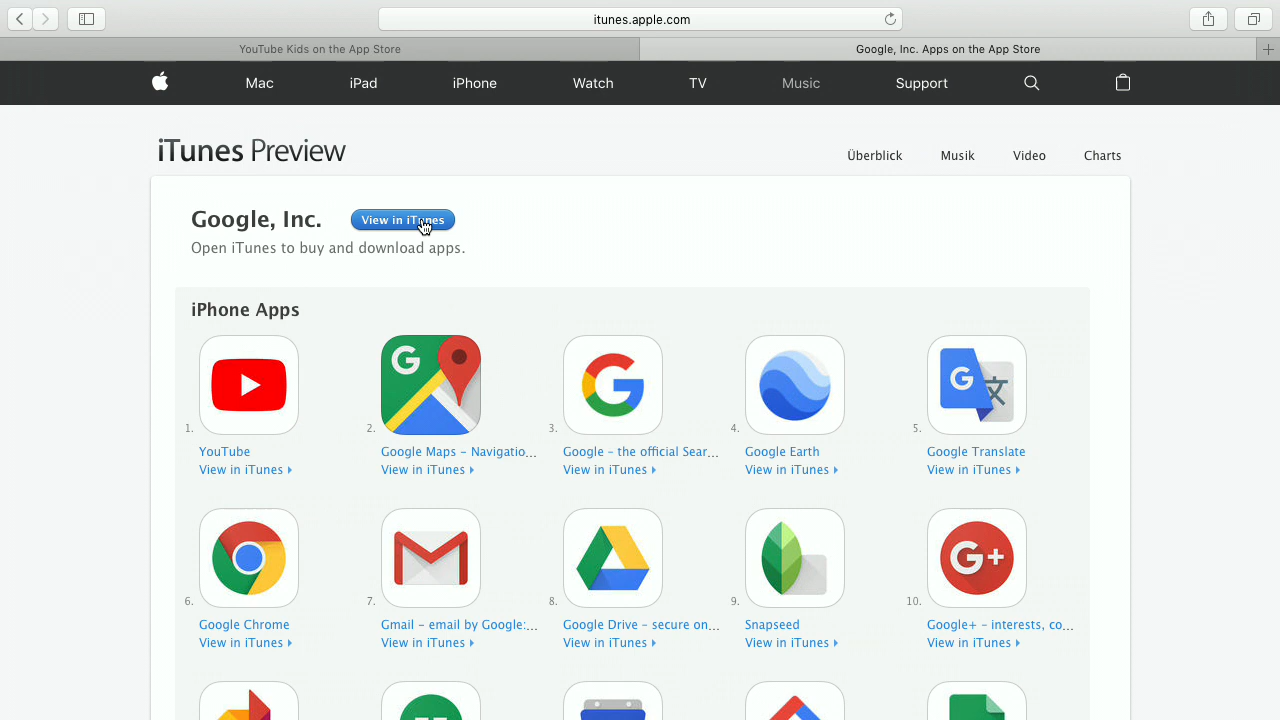 itunes.apple.com
YouTube Kids on the App Store
Google, Inc. Apps on the App Store
Mac iPad iPhone Watch TV Music Support
iTunes Preview
Überblick Musik Video Charts
Google, Inc. View in iTunes
Open iTunes to buy and download apps.
iPhone Apps
1. 2. 3. 4. 5.
YouTube Google Maps – Navigatio... Google – the official Sear... Google Earth Google Translate
View in iTunes View in iTunes View in iTunes View in iTunes View in iTunes
6. 7. 8. 9. 10.
Google Chrome Gmail – email by Google:... Google Drive – secure on... Snapseed Google+ – interests, co...
View in iTunes View in iTunes View in iTunes View in iTunes View in iTunes